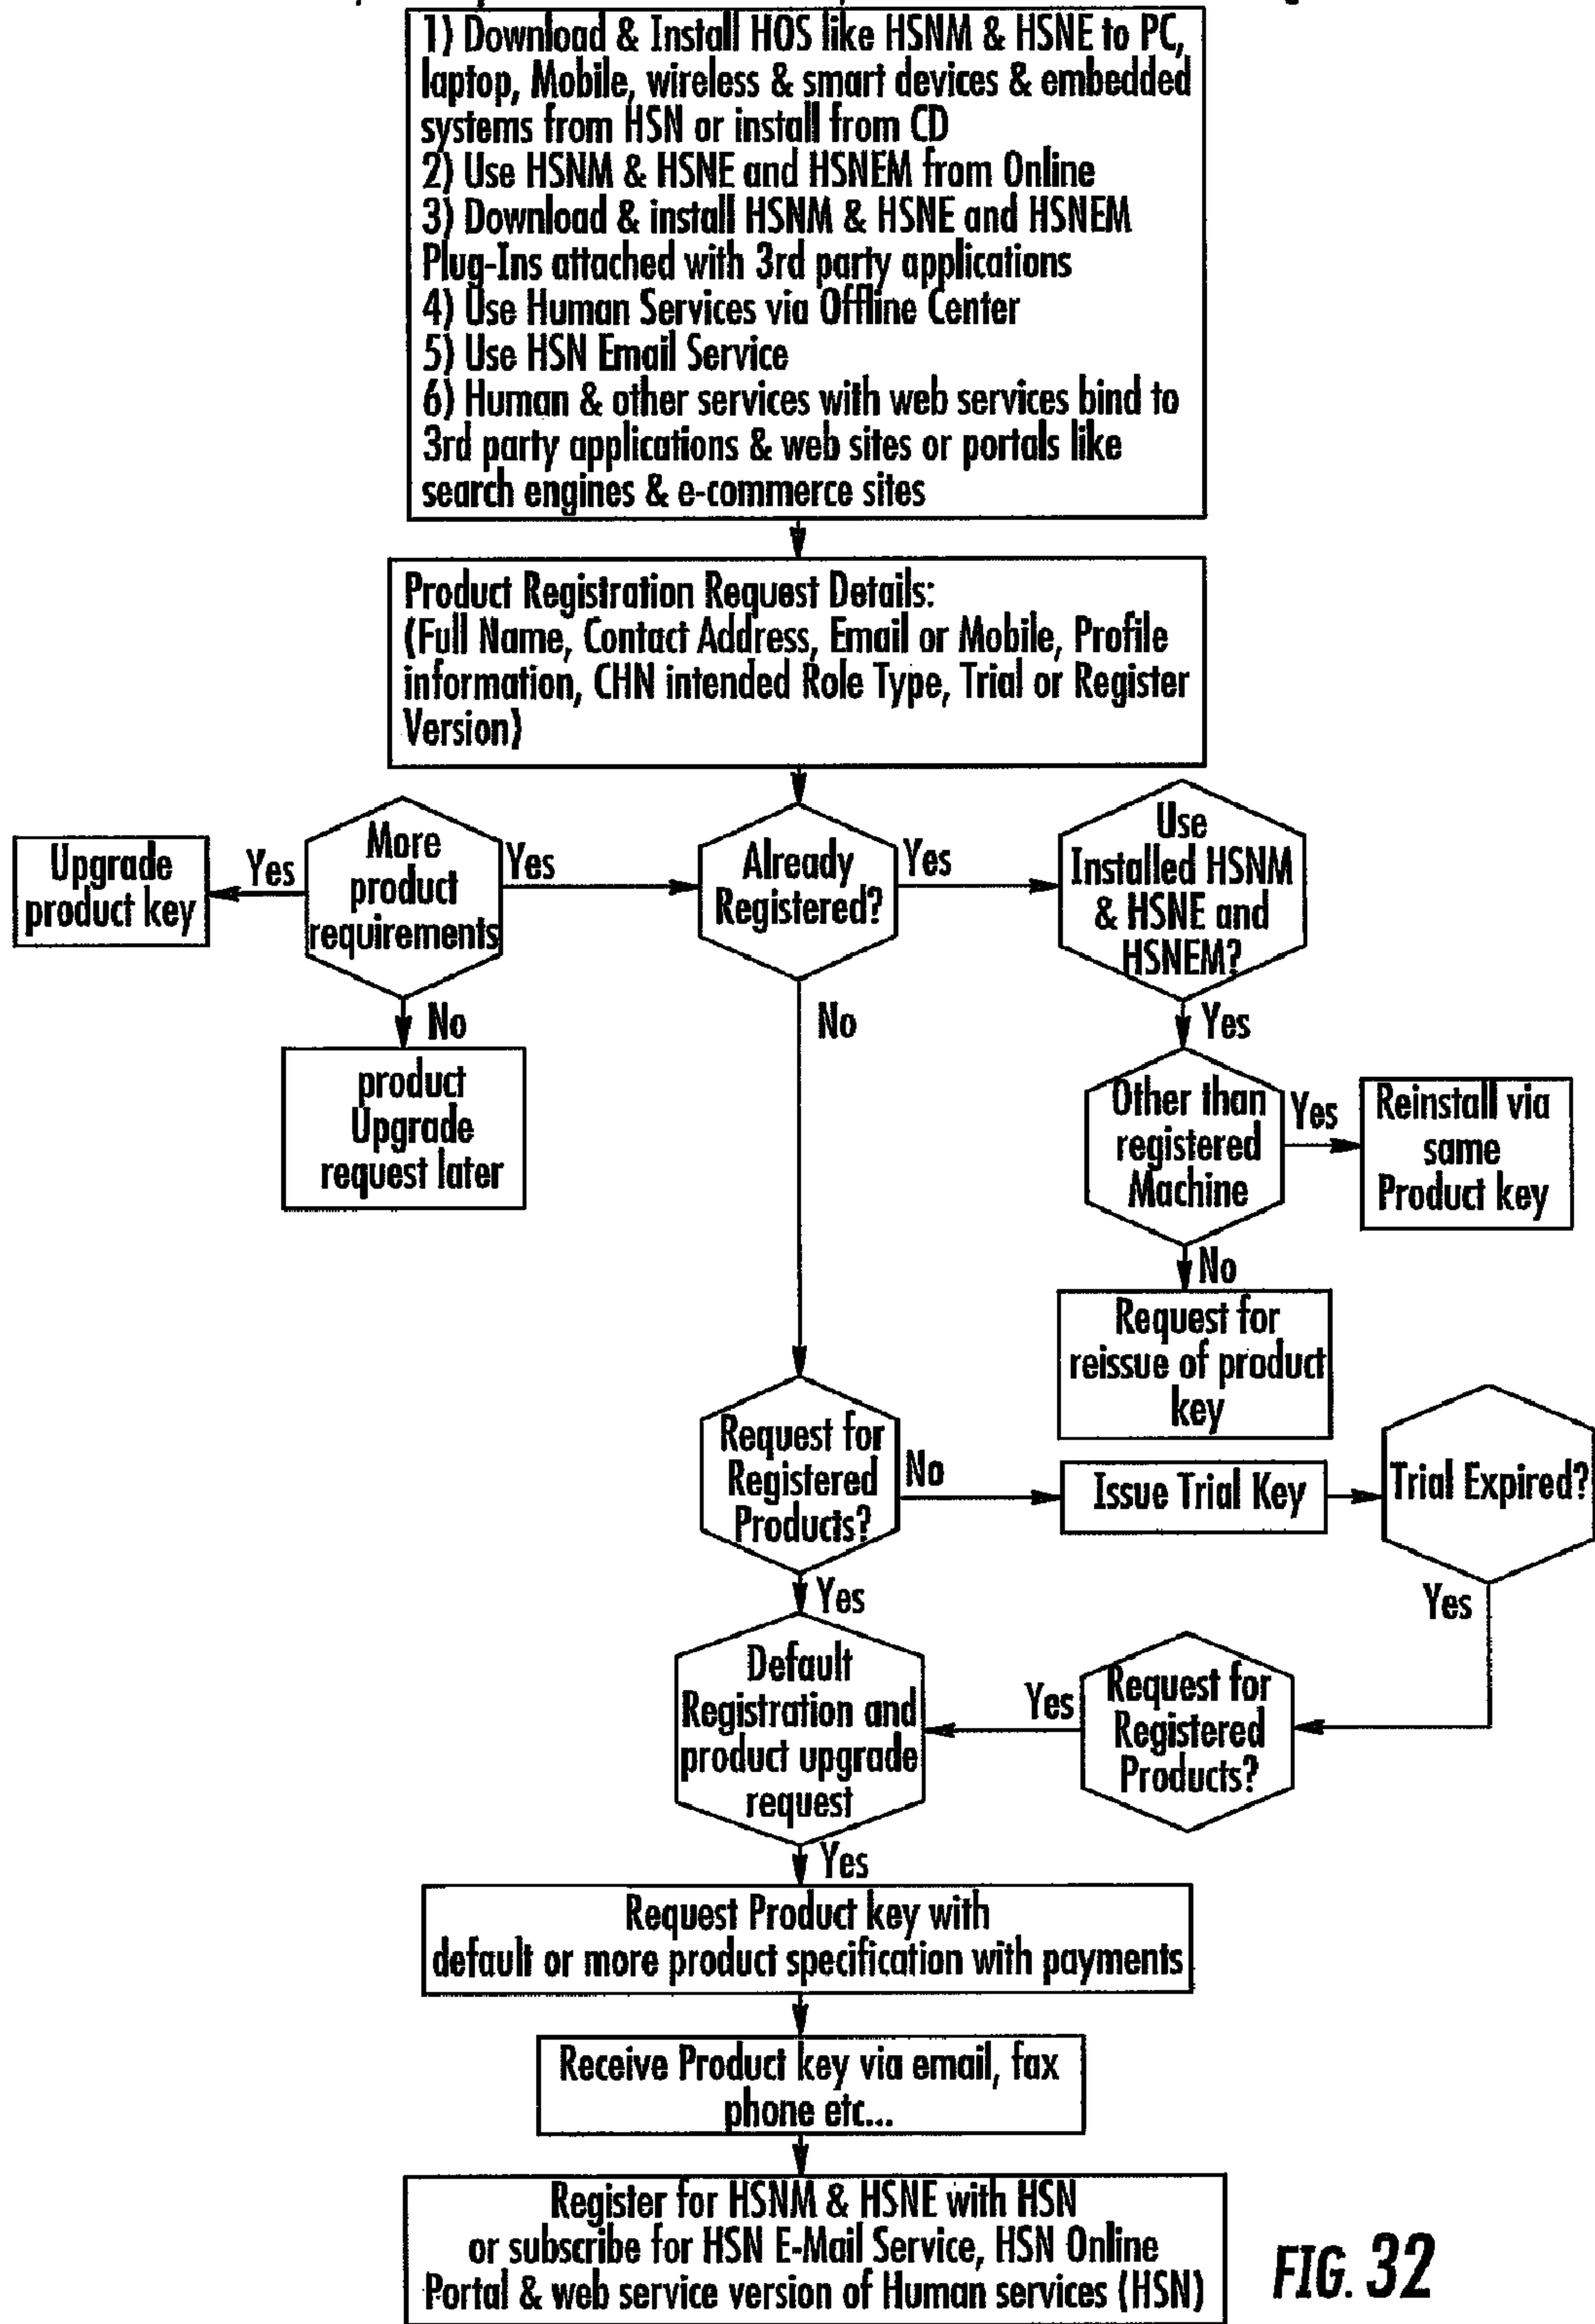 1) Download & Install HOS like HSNM & HSNE to PC,
laptop, Mobile, wireless & smart devices & embedded
systems from HSN or install from CD
2) Use HSNM & HSNE and HSNEM from Online
3) Download & install HSNM & HSNE and HSNEM
Plug-Ins attached with 3rd party applications
4) Use Human Services via Offline Center
5) Use HSN Email Service
6) Human & other services with web services bind to
3rd party applications & web sites or portals like
search engines & e-commerce sites
Product Registration Request Details:
(Full Name, Contact Address, Email or Mobile, Profile
information, CHN intended Role Type, Trial or Register
Version)
Upgrade
product key
Yes
More
product
requirements
Yes
Already
Registered?
Yes
Use
Installed HSNM
& HSNE and
HSNEM?
No
product
Upgrade
request later
No
Yes
Other than
registered
Machine
Yes
Reinstall via
same
Product key
No
Request for
reissue of product
key
Request for
Registered
Products?
No
Issue Trial Key
Trial Expired?
Yes
Yes
Default
Registration and
product upgrade
request
Yes
Request for
Registered
Products?
Yes
Request Product key with
default or more product specification with payments
Receive Product key via email, fax
phone etc...
Register for HSNM & HSNE with HSN
or subscribe for HSN E-Mail Service, HSN Online
Portal & web service version of Human services (HSN)
FIG. 32